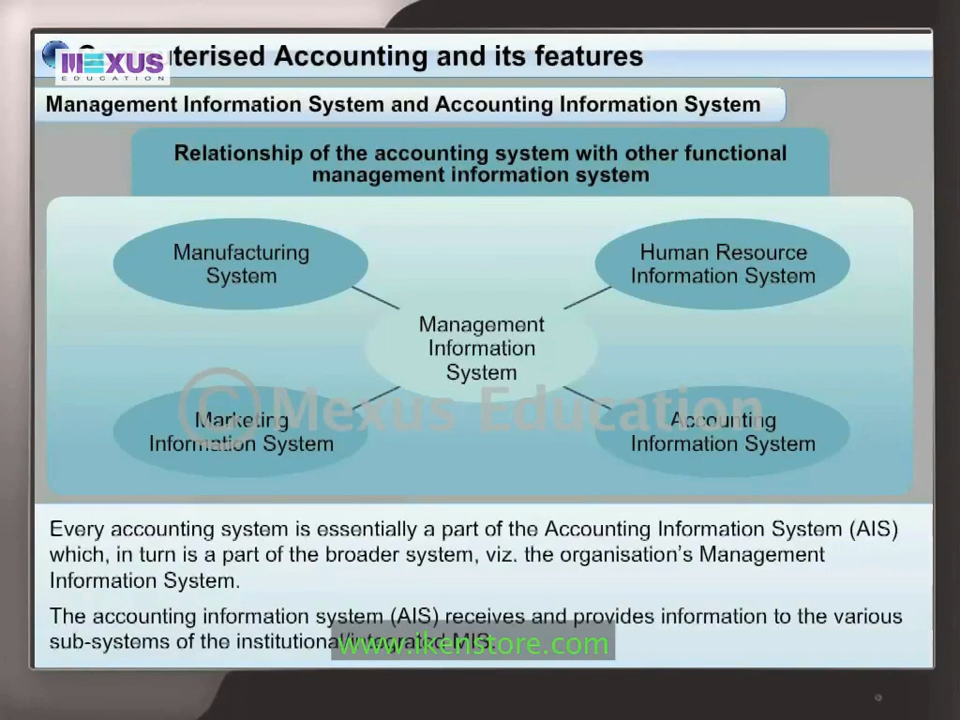 Computerised Accounting and its features
MEXUS
EDUCATION
Management Information System and Accounting Information System
Relationship of the accounting system with other functional
management information system
Manufacturing
System
Human Resource
Information System
Management
Information
System
© Mexus Education
Marketing
Information System
Accounting
Information System
Every accounting system is essentially a part of the Accounting Information System (AIS)
which, in turn is a part of the broader system, viz. the organisation's Management
Information System.
The accounting information system (AIS) receives and provides information to the various
sub-systems of the institutional/integrated MIS.
www.ikenstore.com